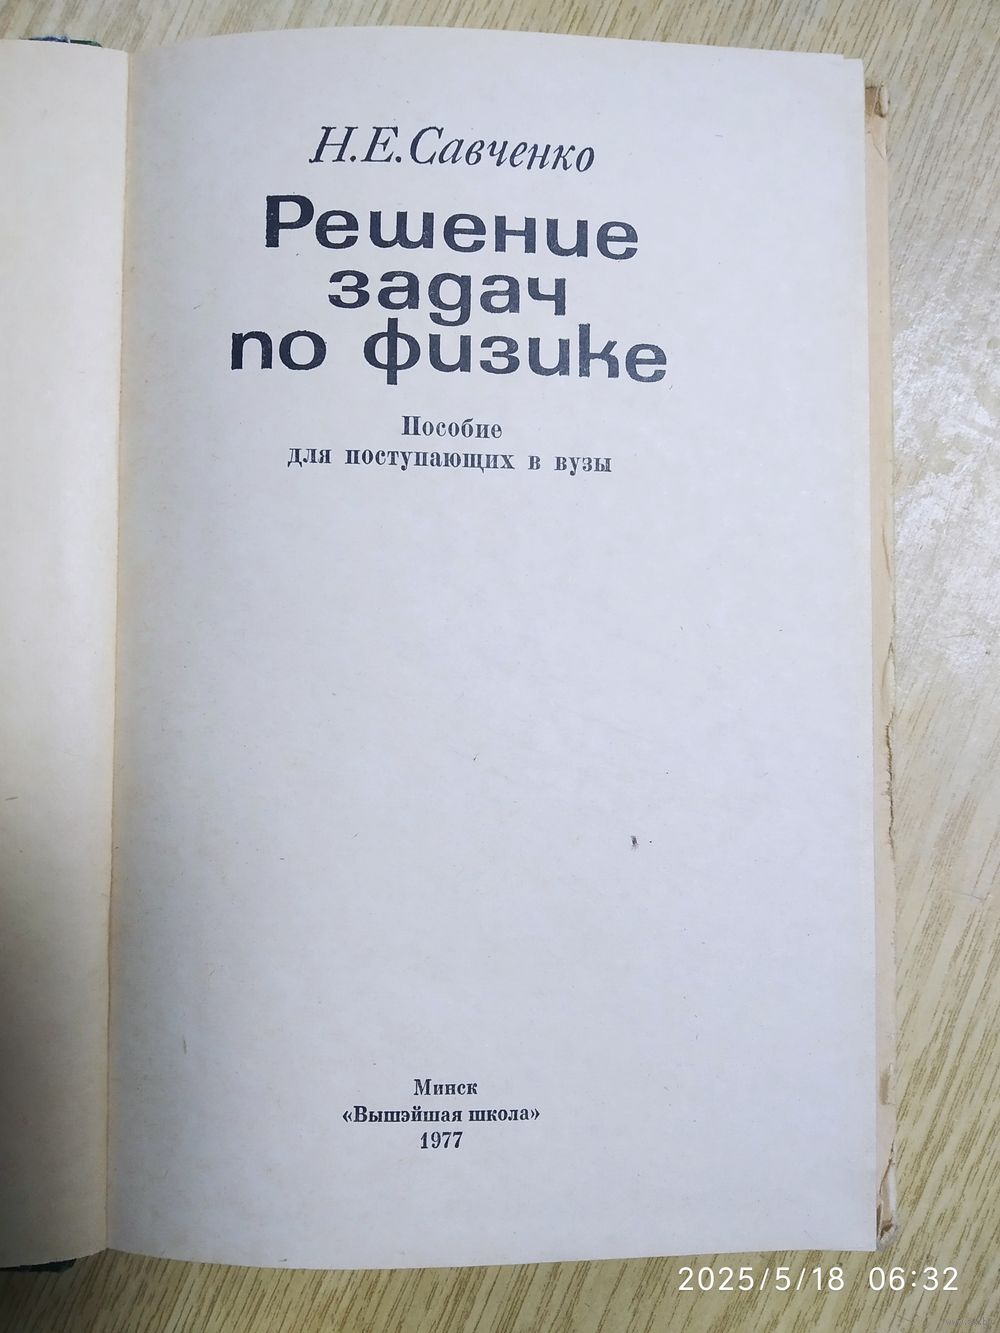 Н.Е.Савченко
Решение
задач
по физике
Пособие
для поступающих в вузы
Минск
«Вышэйшая школа»
1977
2025/5/18 06:32